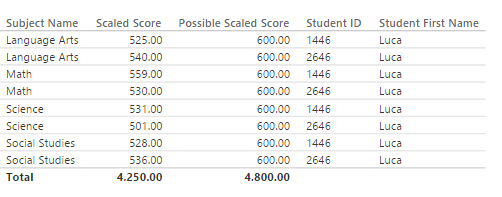 Subject Name Scaled Score Possible Scaled Score Student ID Student First Name
Language Arts 525.00 600.00 1446 Luca
Language Arts 540.00 600.00 2646 Luca
Math 559.00 600.00 1446 Luca
Math 530.00 600.00 2646 Luca
Science 531.00 600.00 1446 Luca
Science 501.00 600.00 2646 Luca
Social Studies 528.00 600.00 1446 Luca
Social Studies 536.00 600.00 2646 Luca
Total 4.250.00 4.800.00